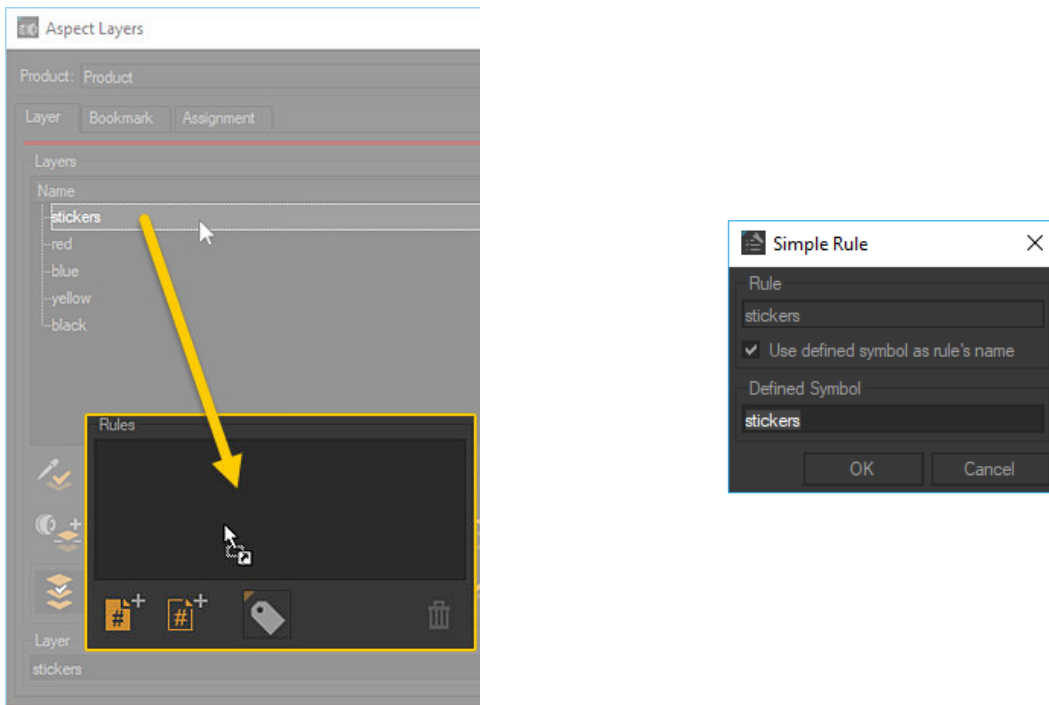 Aspect Layers
Product: Product
Layer Bookmark Assignment
Layers
Name
stickers
red
blue
yellow
black
Rules
Layer
stickers
Simple Rule
Rule
stickers
Use defined symbol as rule's name
Defined Symbol
stickers
OK Cancel